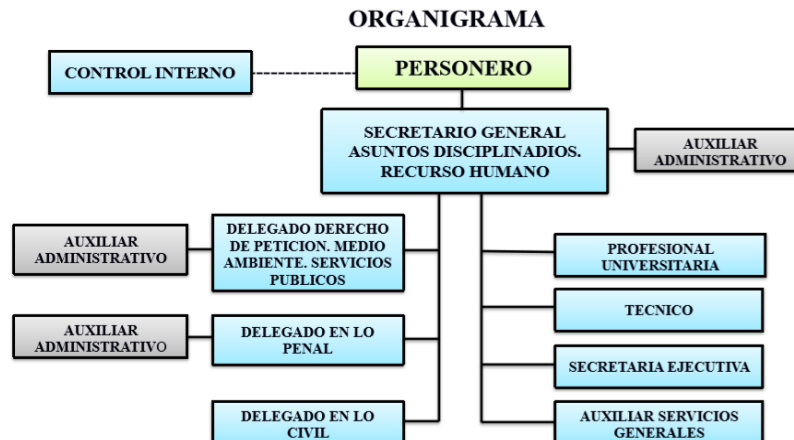 ORGANIGRAMA
CONTROL INTERNO
PERSONERO
SECRETARIO GENERAL
ASUNTOS DISCIPLINADIOS.
RECURSO HUMANO
AUXILIAR
ADMINISTRATIVO
AUXILIAR
ADMINISTRATIVO
DELEGADO DERECHO
DE PETICION. MEDIO
AMBIENTE. SERVICIOS
PUBLICOS
PROFESIONAL
UNIVERSITARIA
TECNICO
AUXILIAR
ADMINISTRATIVO
DELEGADO EN LO
PENAL
SECRETARIA EJECUTIVA
DELEGADO EN LO
CIVIL
AUXILIAR SERVICIOS
GENERALES